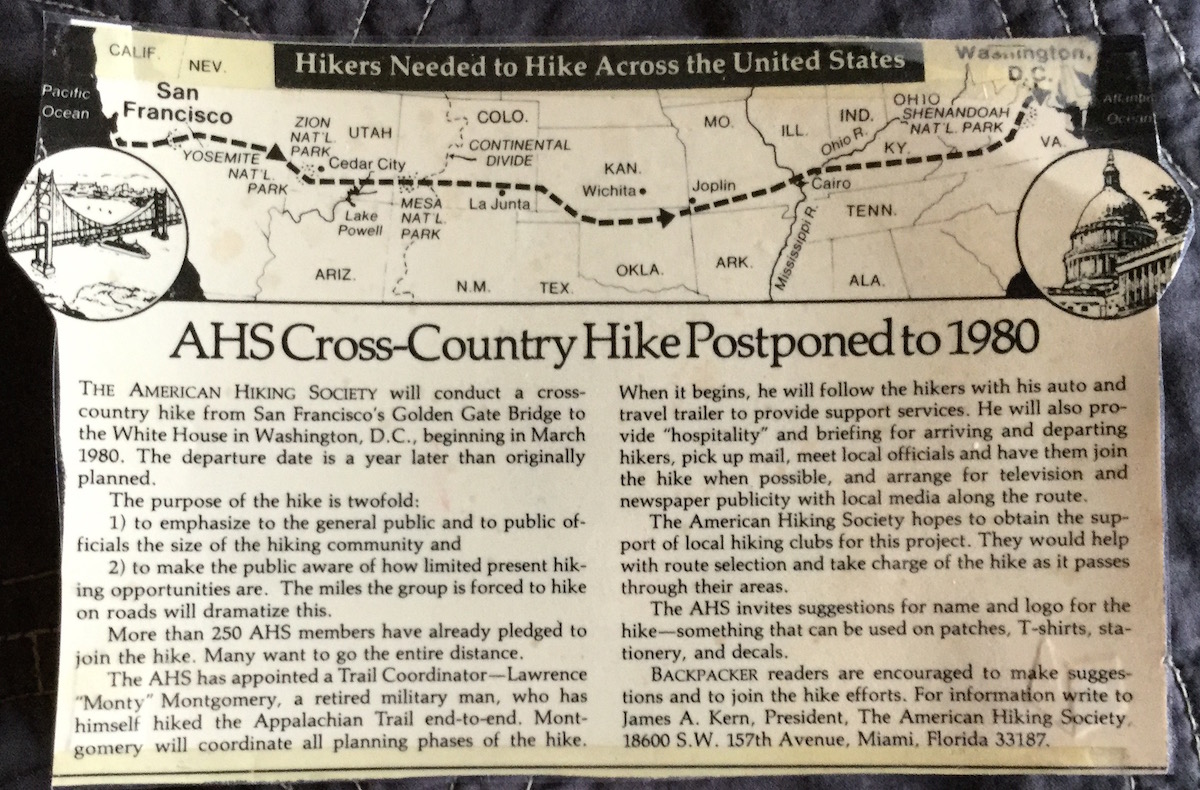 Hikers Needed to Hike Across the United States
CALIF.
NEV.
Washington,
D.C.
Pacific
Ocean
San
Francisco
Atlantic
Ocean
ZION
NAT'L
PARK
UTAH
COLO.
MO.
ILL.
IND.
OHIO
SHENANDOAH
NAT'L. PARK
Ohio R.
KY.
VA.
YOSEMITE
NAT'L.
PARK
Cedar City
CONTINENTAL
DIVIDE
KAN.
Wichita
Joplin
Cairo
Lake
Powell
MESA
NAT'L
PARK
La Junta
TENN.
Mississippi R.
ARIZ.
N.M.
TEX.
OKLA.
ARK.
ALA.
AHS Cross-Country Hike Postponed to 1980
THE AMERICAN HIKING SOCIETY will conduct a cross-
country hike from San Francisco's Golden Gate Bridge to
the White House in Washington, D.C., beginning in March
1980. The departure date is a year later than originally
planned.
The purpose of the hike is twofold:
1) to emphasize to the general public and to public of-
ficials the size of the hiking community and
2) to make the public aware of how limited present hik-
ing opportunities are. The miles the group is forced to hike
on roads will dramatize this.
More than 250 AHS members have already pledged to
join the hike. Many want to go the entire distance.
The AHS has appointed a Trail Coordinator—Lawrence
"Monty" Montgomery, a retired military man, who has
himself hiked the Appalachian Trail end-to-end. Mont-
gomery will coordinate all planning phases of the hike.
When it begins, he will follow the hikers with his auto and
travel trailer to provide support services. He will also pro-
vide "hospitality" and briefing for arriving and departing
hikers, pick up mail, meet local officials and have them join
the hike when possible, and arrange for television and
newspaper publicity with local media along the route.
The American Hiking Society hopes to obtain the sup-
port of local hiking clubs for this project. They would help
with route selection and take charge of the hike as it passes
through their areas.
The AHS invites suggestions for name and logo for the
hike—something that can be used on patches, T-shirts, sta-
tionery, and decals.
BACKPACKER readers are encouraged to make sugges-
tions and to join the hike efforts. For information write to
James A. Kern, President, The American Hiking Society,
18600 S.W. 157th Avenue, Miami, Florida 33187.